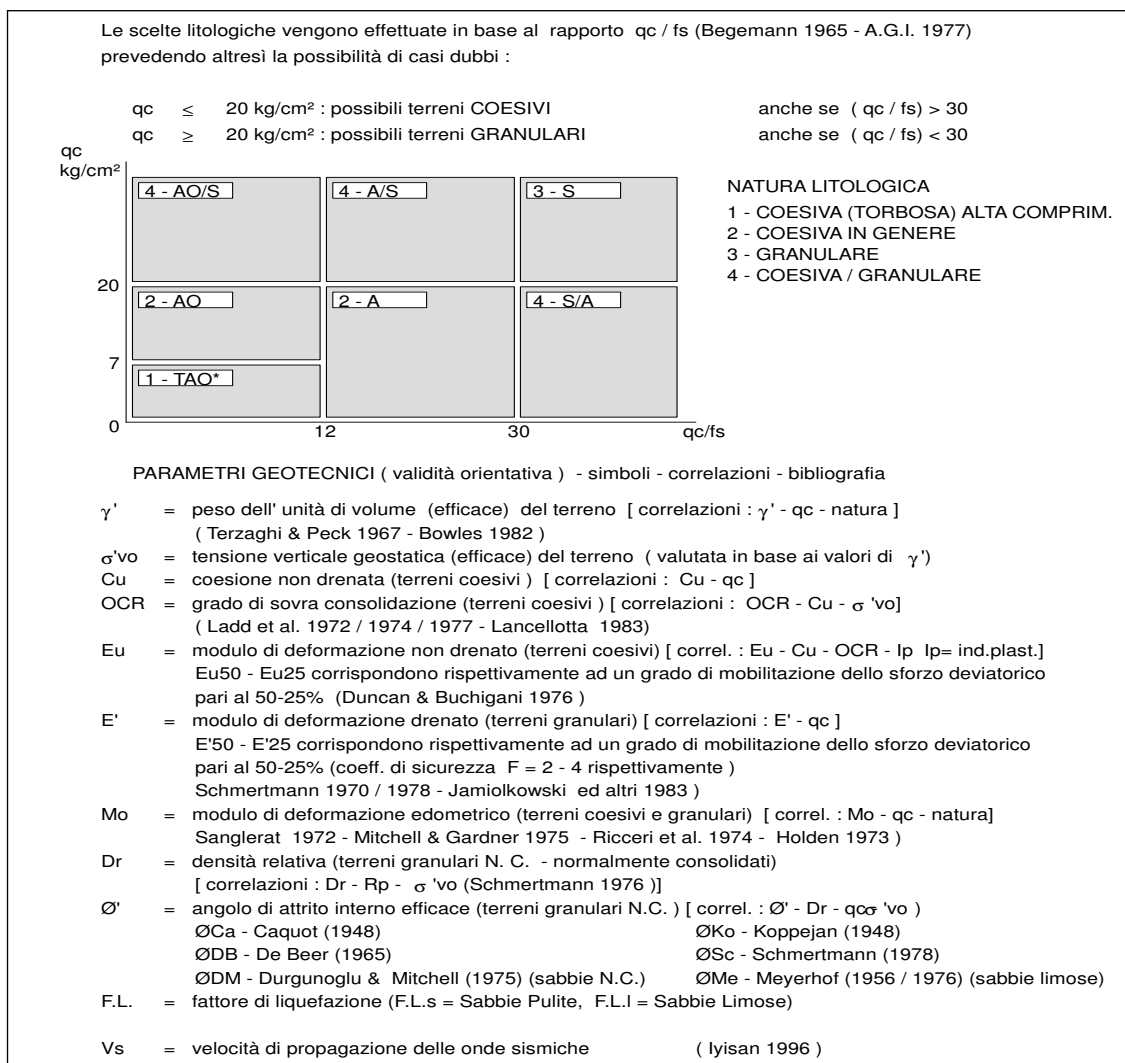 Le scelte litologiche vengono effettuate in base al rapporto qc / fs (Begemann 1965 - A.G.I. 1977)
prevedendo altresì la possibilità di casi dubbi :
qc ≤ 20 kg/cm² : possibili terreni COESIVI anche se ( qc / fs) > 30
qc ≥ 20 kg/cm² : possibili terreni GRANULARI anche se ( qc / fs) < 30
qc
kg/cm²
4 - AO/S 4 - A/S 3 - S
NATURA LITOLOGICA
1 - COESIVA (TORBOSA) ALTA COMPRIM.
2 - COESIVA IN GENERE
3 - GRANULARE
4 - COESIVA / GRANULARE
20
2 - AO 2 - A 4 - S/A
7
1 - TAO*
0
12 30 qc/fs
PARAMETRI GEOTECNICI ( validità orientativa ) - simboli - correlazioni - bibliografia
γ' = peso dell' unità di volume (efficace) del terreno [ correlazioni : γ' - qc - natura ]
( Terzaghi & Peck 1967 - Bowles 1982 )
σ'vo = tensione verticale geostatica (efficace) del terreno ( valutata in base ai valori di γ')
Cu = coesione non drenata (terreni coesivi ) [ correlazioni : Cu - qc ]
OCR = grado di sovra consolidazione (terreni coesivi ) [ correlazioni : OCR - Cu - σ 'vo]
( Ladd et al. 1972 / 1974 / 1977 - Lancellotta 1983)
Eu = modulo di deformazione non drenato (terreni coesivi) [ correl. : Eu - Cu - OCR - Ip Ip= ind.plast.]
Eu50 - Eu25 corrispondono rispettivamente ad un grado di mobilitazione dello sforzo deviatorico
pari al 50-25% (Duncan & Buchigani 1976 )
E' = modulo di deformazione drenato (terreni granulari) [ correlazioni : E' - qc ]
E'50 - E'25 corrispondono rispettivamente ad un grado di mobilitazione dello sforzo deviatorico
pari al 50-25% (coeff. di sicurezza F = 2 - 4 rispettivamente )
Schmertmann 1970 / 1978 - Jamiolkowski ed altri 1983 )
Mo = modulo di deformazione edometrico (terreni coesivi e granulari) [ correl. : Mo - qc - natura]
Sanglerat 1972 - Mitchell & Gardner 1975 - Ricceri et al. 1974 - Holden 1973 )
Dr = densità relativa (terreni granulari N. C. - normalmente consolidati)
[ correlazioni : Dr - Rp - σ 'vo (Schmertmann 1976 )]
Ø' = angolo di attrito interno efficace (terreni granulari N.C. ) [ correl. : Ø' - Dr - qcσ 'vo )
ØCa - Caquot (1948) ØKo - Koppejan (1948)
ØDB - De Beer (1965) ØSc - Schmertmann (1978)
ØDM - Durgunoglu & Mitchell (1975) (sabbie N.C.) ØMe - Meyerhof (1956 / 1976) (sabbie limose)
F.L. = fattore di liquefazione (F.L.s = Sabbie Pulite, F.L.l = Sabbie Limose)
Vs = velocità di propagazione delle onde sismiche ( Iyisan 1996 )